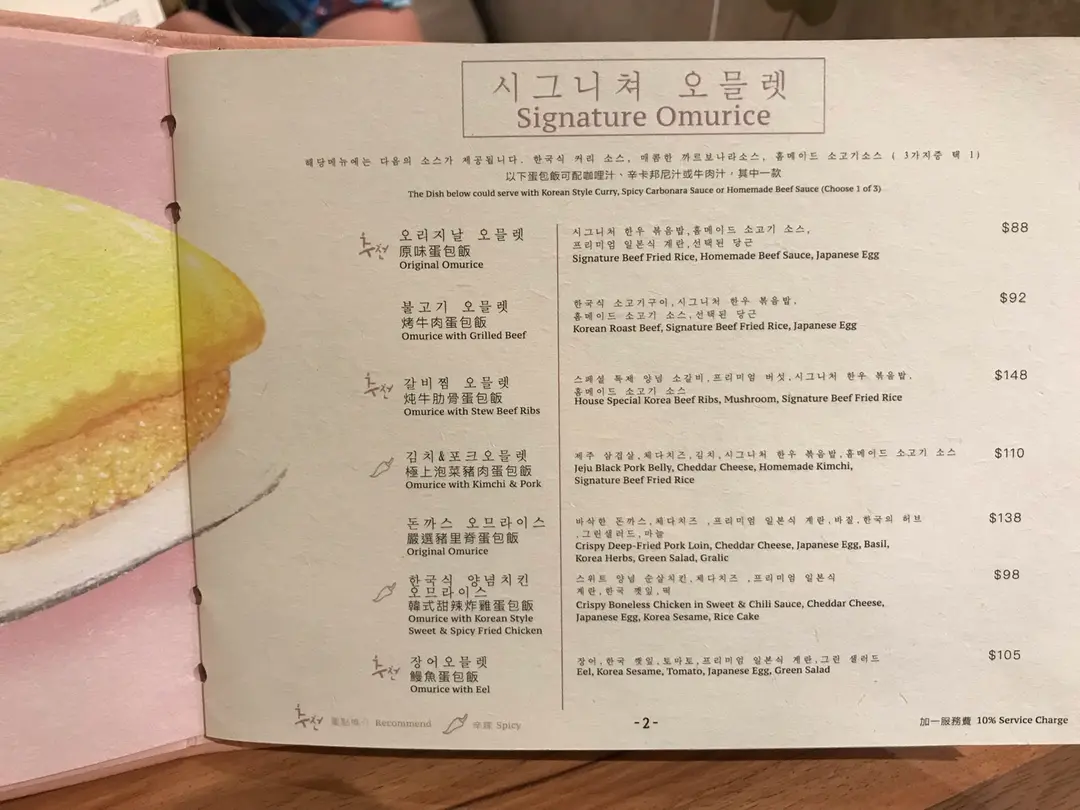 시그니쳐 오믈렛
Signature Omurice
해당메뉴에는 다음의 소스가 제공됩니다. 한국식 커리 소스, 매콤한 까르보나라소스, 홈메이드 소고기소스 ( 3가지중 택 1)
以下蛋包飯可配咖哩汁、辛卡邦尼汁或牛肉汁，其中一款
The Dish below could serve with Korean Style Curry, Spicy Carbonara Sauce or Homemade Beef Sauce (Choose 1 of 3)
추천
오리지날 오믈렛
原味蛋包飯
Original Omurice
시그니처 한우 볶음밥,홈메이드 소고기 소스,
프리미엄 일본식 계란,선택된 당근
Signature Beef Fried Rice, Homemade Beef Sauce, Japanese Egg
$88
불고기 오믈렛
烤牛肉蛋包飯
Omurice with Grilled Beef
한국식 소고기구이,시그니처 한우 볶음밥,
홈메이드 소고기 소스,선택된 당근
Korean Roast Beef, Signature Beef Fried Rice, Japanese Egg
$92
추천
갈비찜 오믈렛
炖牛肋骨蛋包飯
Omurice with Stew Beef Ribs
스페셜 특제 양념 소갈비,프리미엄 버섯,시그니처 한우 볶음밥,
홈메이드 소고기 소스
House Special Korea Beef Ribs, Mushroom, Signature Beef Fried Rice
$148
김치&포크오믈렛
極上泡菜豬肉蛋包飯
Omurice with Kimchi & Pork
제주 삼겹살,체다치즈,김치,시그니처 한우 볶음밥,홈메이드 소고기 소스
Jeju Black Pork Belly, Cheddar Cheese, Homemade Kimchi,
Signature Beef Fried Rice
$110
돈까스 오므라이스
嚴選豬里脊蛋包飯
Original Omurice
바삭한 돈까스,체다치즈 ,프리미엄 일본식 계란,바질,한국의 허브
,그린샐러드,마늘
Crispy Deep-Fried Pork Loin, Cheddar Cheese, Japanese Egg, Basil,
Korea Herbs, Green Salad, Gralic
$138
한국식 양념치킨
오므라이스
韓式甜辣炸雞蛋包飯
Omurice with Korean Style
Sweet & Spicy Fried Chicken
스위트 양념 순살치킨,체다치즈 ,프리미엄 일본식
계란,한국 깻잎,떡
Crispy Boneless Chicken in Sweet & Chili Sauce, Cheddar Cheese,
Japanese Egg, Korea Sesame, Rice Cake
$98
추천
장어오믈렛
鰻魚蛋包飯
Omurice with Eel
장어,한국 깻잎,토마토,프리미엄 일본식 계란,그린 샐러드
Eel, Korea Sesame, Tomato, Japanese Egg, Green Salad
$105
추천 重點推介 Recommend
辛辣 Spicy
-2-
加一服務費 10% Service Charge